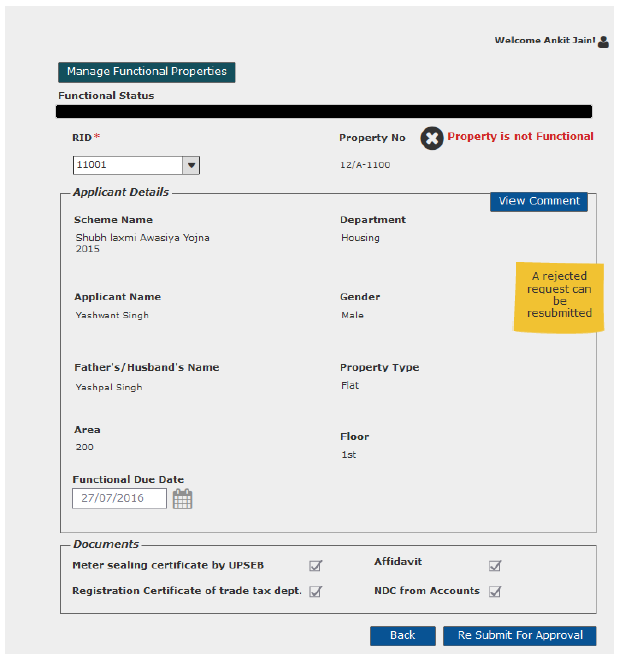 Welcome Ankit Jain!
Manage Functional Properties
Functional Status
RID*
Property No
Property is not Functional
11001
12/A-1100
Applicant Details
View Comment
Scheme Name
Department
Shubh laxmi Awasiya Yojna
2015
Housing
A rejected
request can
be
resubmitted
Applicant Name
Gender
Yashwant Singh
Male
Father's/Husband's Name
Property Type
Yashpal Singh
Flat
Area
Floor
200
1st
Functional Due Date
27/07/2016
Documents
Meter sealing certificate by UPSEB
Affidavit
Registration Certificate of trade tax dept.
NDC from Accounts
Back
Re Submit For Approval